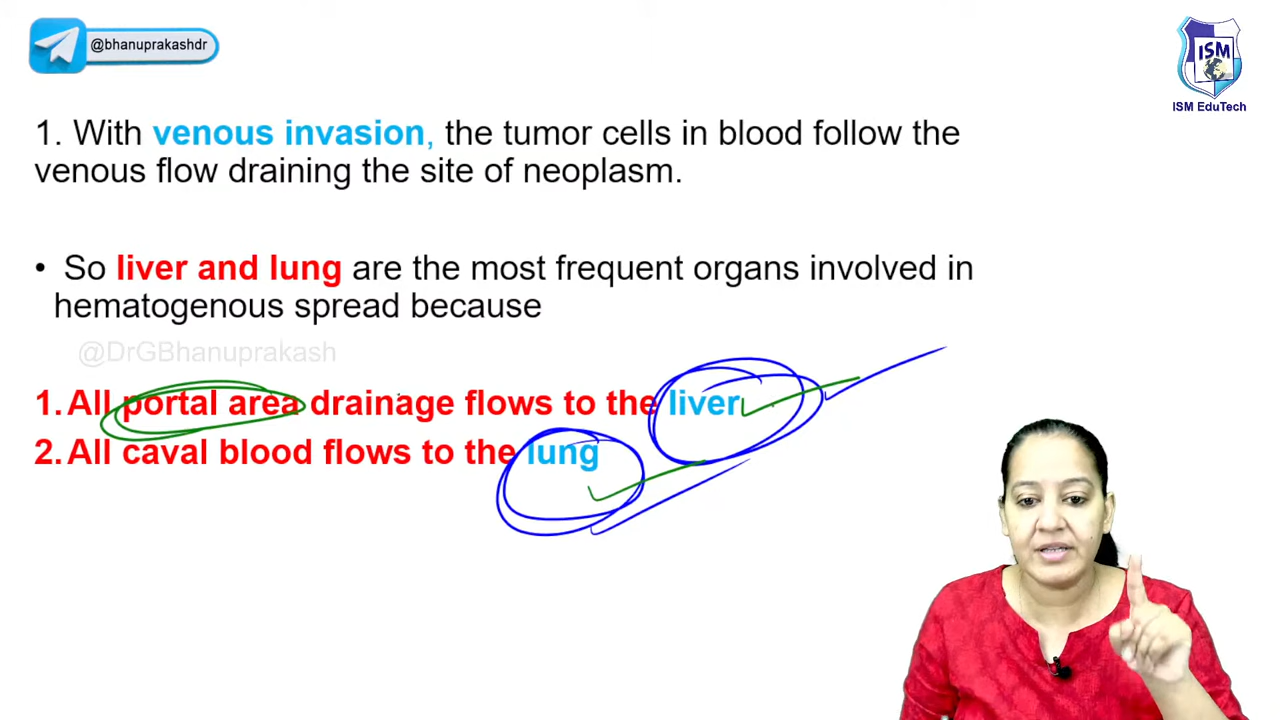 @bhanuprakashdr
ISM
ISM EduTech
1. With venous invasion, the tumor cells in blood follow the
venous flow draining the site of neoplasm.
• So liver and lung are the most frequent organs involved in
hematogenous spread because
@DrGBhanuprakash
1. All portal area drainage flows to the liver
2. All caval blood flows to the lung